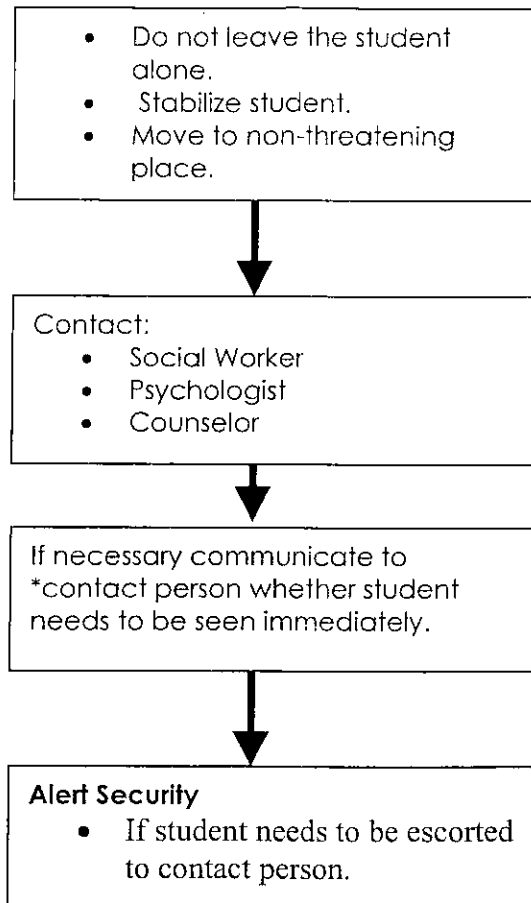 • Do not leave the student
alone.
• Stabilize student.
• Move to non-threatening
place.
Contact:
• Social Worker
• Psychologist
• Counselor
If necessary communicate to
*contact person whether student
needs to be seen immediately.
Alert Security
• If student needs to be escorted
to contact person.